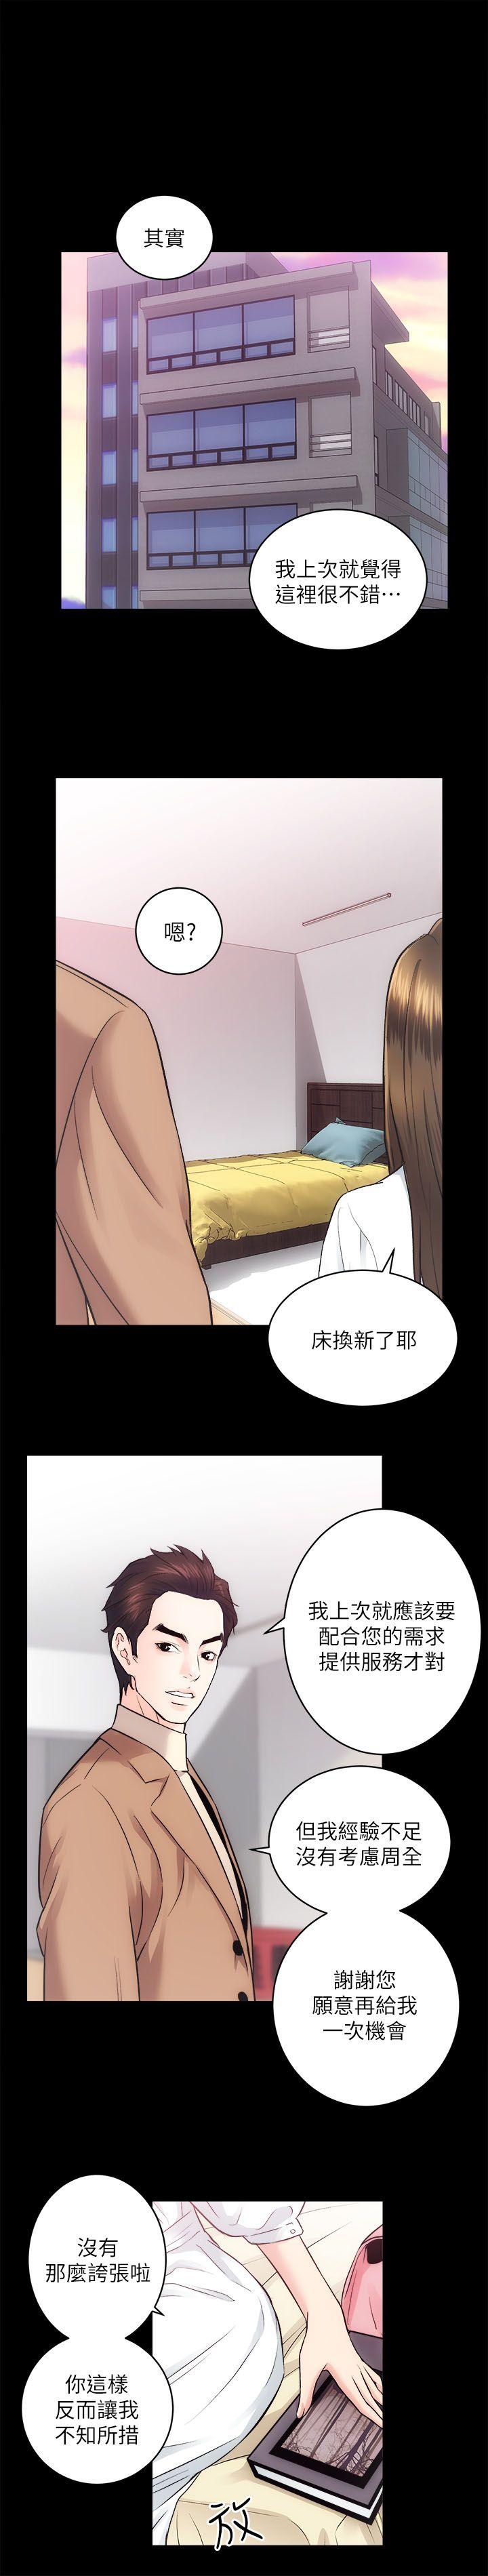 其實
我上次就覺得
這裡很不錯⋯
嗯?
床換新了耶
我上次就應該要
配合您的需求
提供服務才對
但我經驗不足
沒有考慮周全
謝謝您
願意再給我
一次機會
沒有
那麼誇張啦
你這樣
反而讓我
不知所措
放